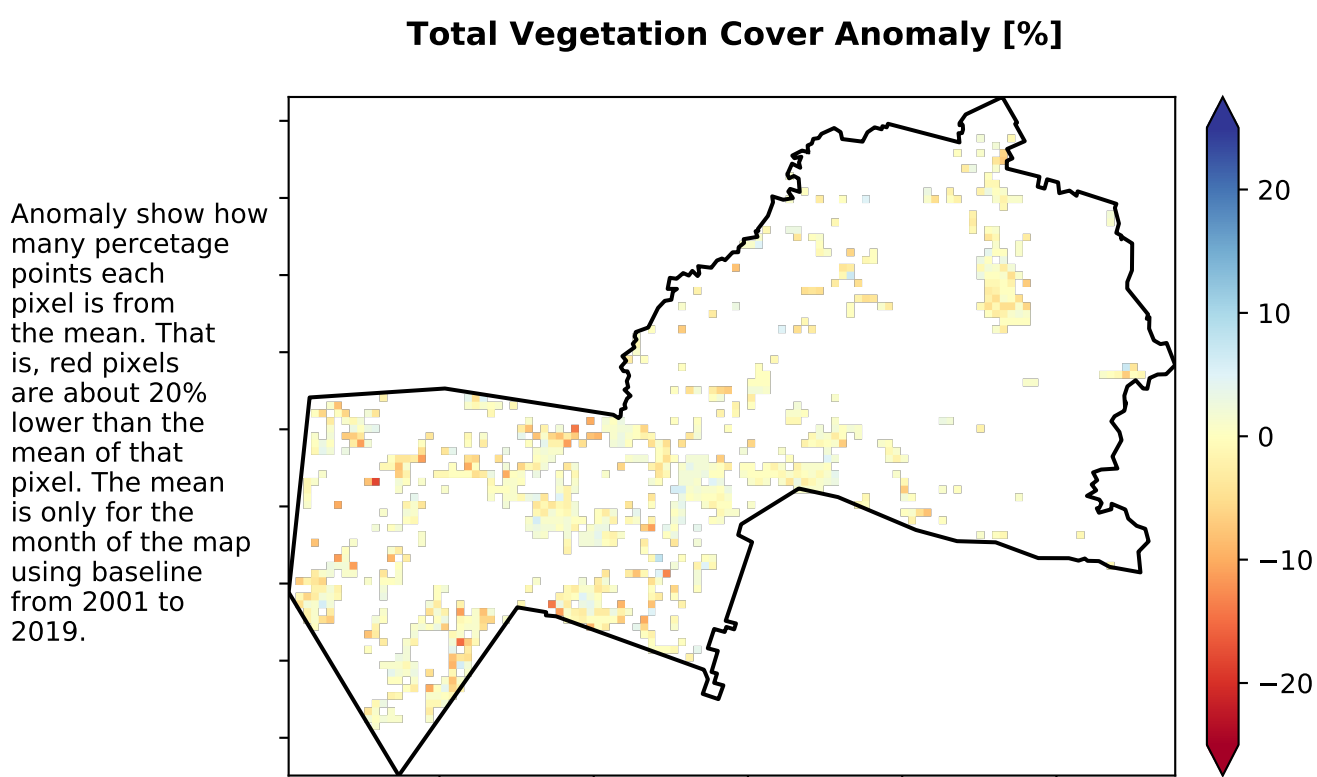 Total Vegetation Cover Anomaly [%]
Anomaly show how
many percetage
points each
pixel is from
the mean. That
is, red pixels
are about 20%
lower than the
mean of that
pixel. The mean
is only for the
month of the map
using baseline
from 2001 to
2019.
20
10
0
−10
−20